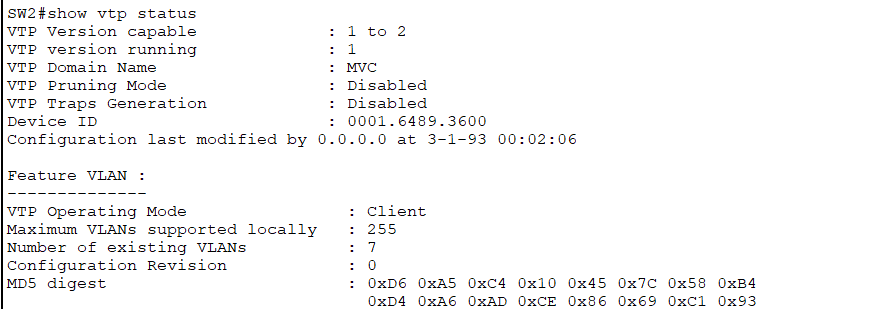 SW2#show vtp status
VTP Version capable : 1 to 2
VTP version running : 1
VTP Domain Name : MVC
VTP Pruning Mode : Disabled
VTP Traps Generation : Disabled
Device ID : 0001.6489.3600
Configuration last modified by 0.0.0.0 at 3-1-93 00:02:06
Feature VLAN :
--------------
VTP Operating Mode : Client
Maximum VLANs supported locally : 255
Number of existing VLANs : 7
Configuration Revision : 0
MD5 digest : 0xD6 0xA5 0xC4 0x10 0x45 0x7C 0x58 0xB4
0xD4 0xA6 0xAD 0xCE 0x86 0x69 0xC1 0x93